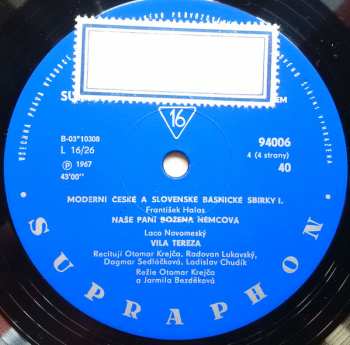 SU
EM
16
B-03*10308
L 16/26
Ⓟ 1967
43'00"
94006
4 (4 strany)
40
MODERNÍ ČESKÉ A SLOVENSKÉ BÁSNICKÉ SBÍRKY I.
František Halas
NAŠE PANÍ BOŽENA NĚMCOVÁ
Laco Novomeský
VILA TEREZA
Recitují Otomar Krejča, Radovan Lukavský,
Dagmar Sedláčková, Ladislav Chudík
Režie Otomar Krejča
a Jarmila Bezděková
SUPRAPHON